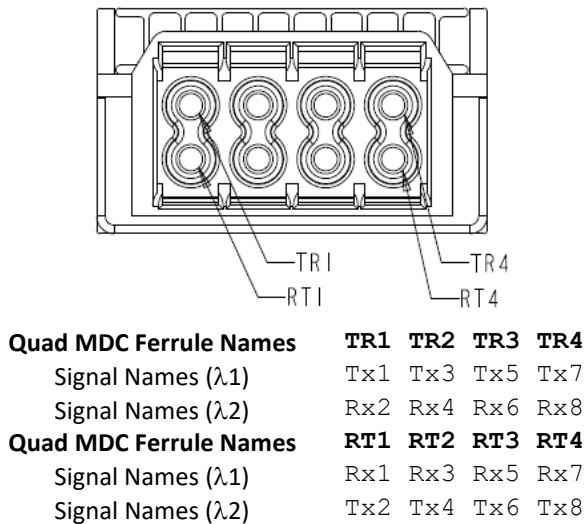 TR1 TR4
RT1 RT4
Quad MDC Ferrule Names TR1 TR2 TR3 TR4
Signal Names (λ1) Tx1 Tx3 Tx5 Tx7
Signal Names (λ2) Rx2 Rx4 Rx6 Rx8
Quad MDC Ferrule Names RT1 RT2 RT3 RT4
Signal Names (λ1) Rx1 Rx3 Rx5 Rx7
Signal Names (λ2) Tx2 Tx4 Tx6 Tx8